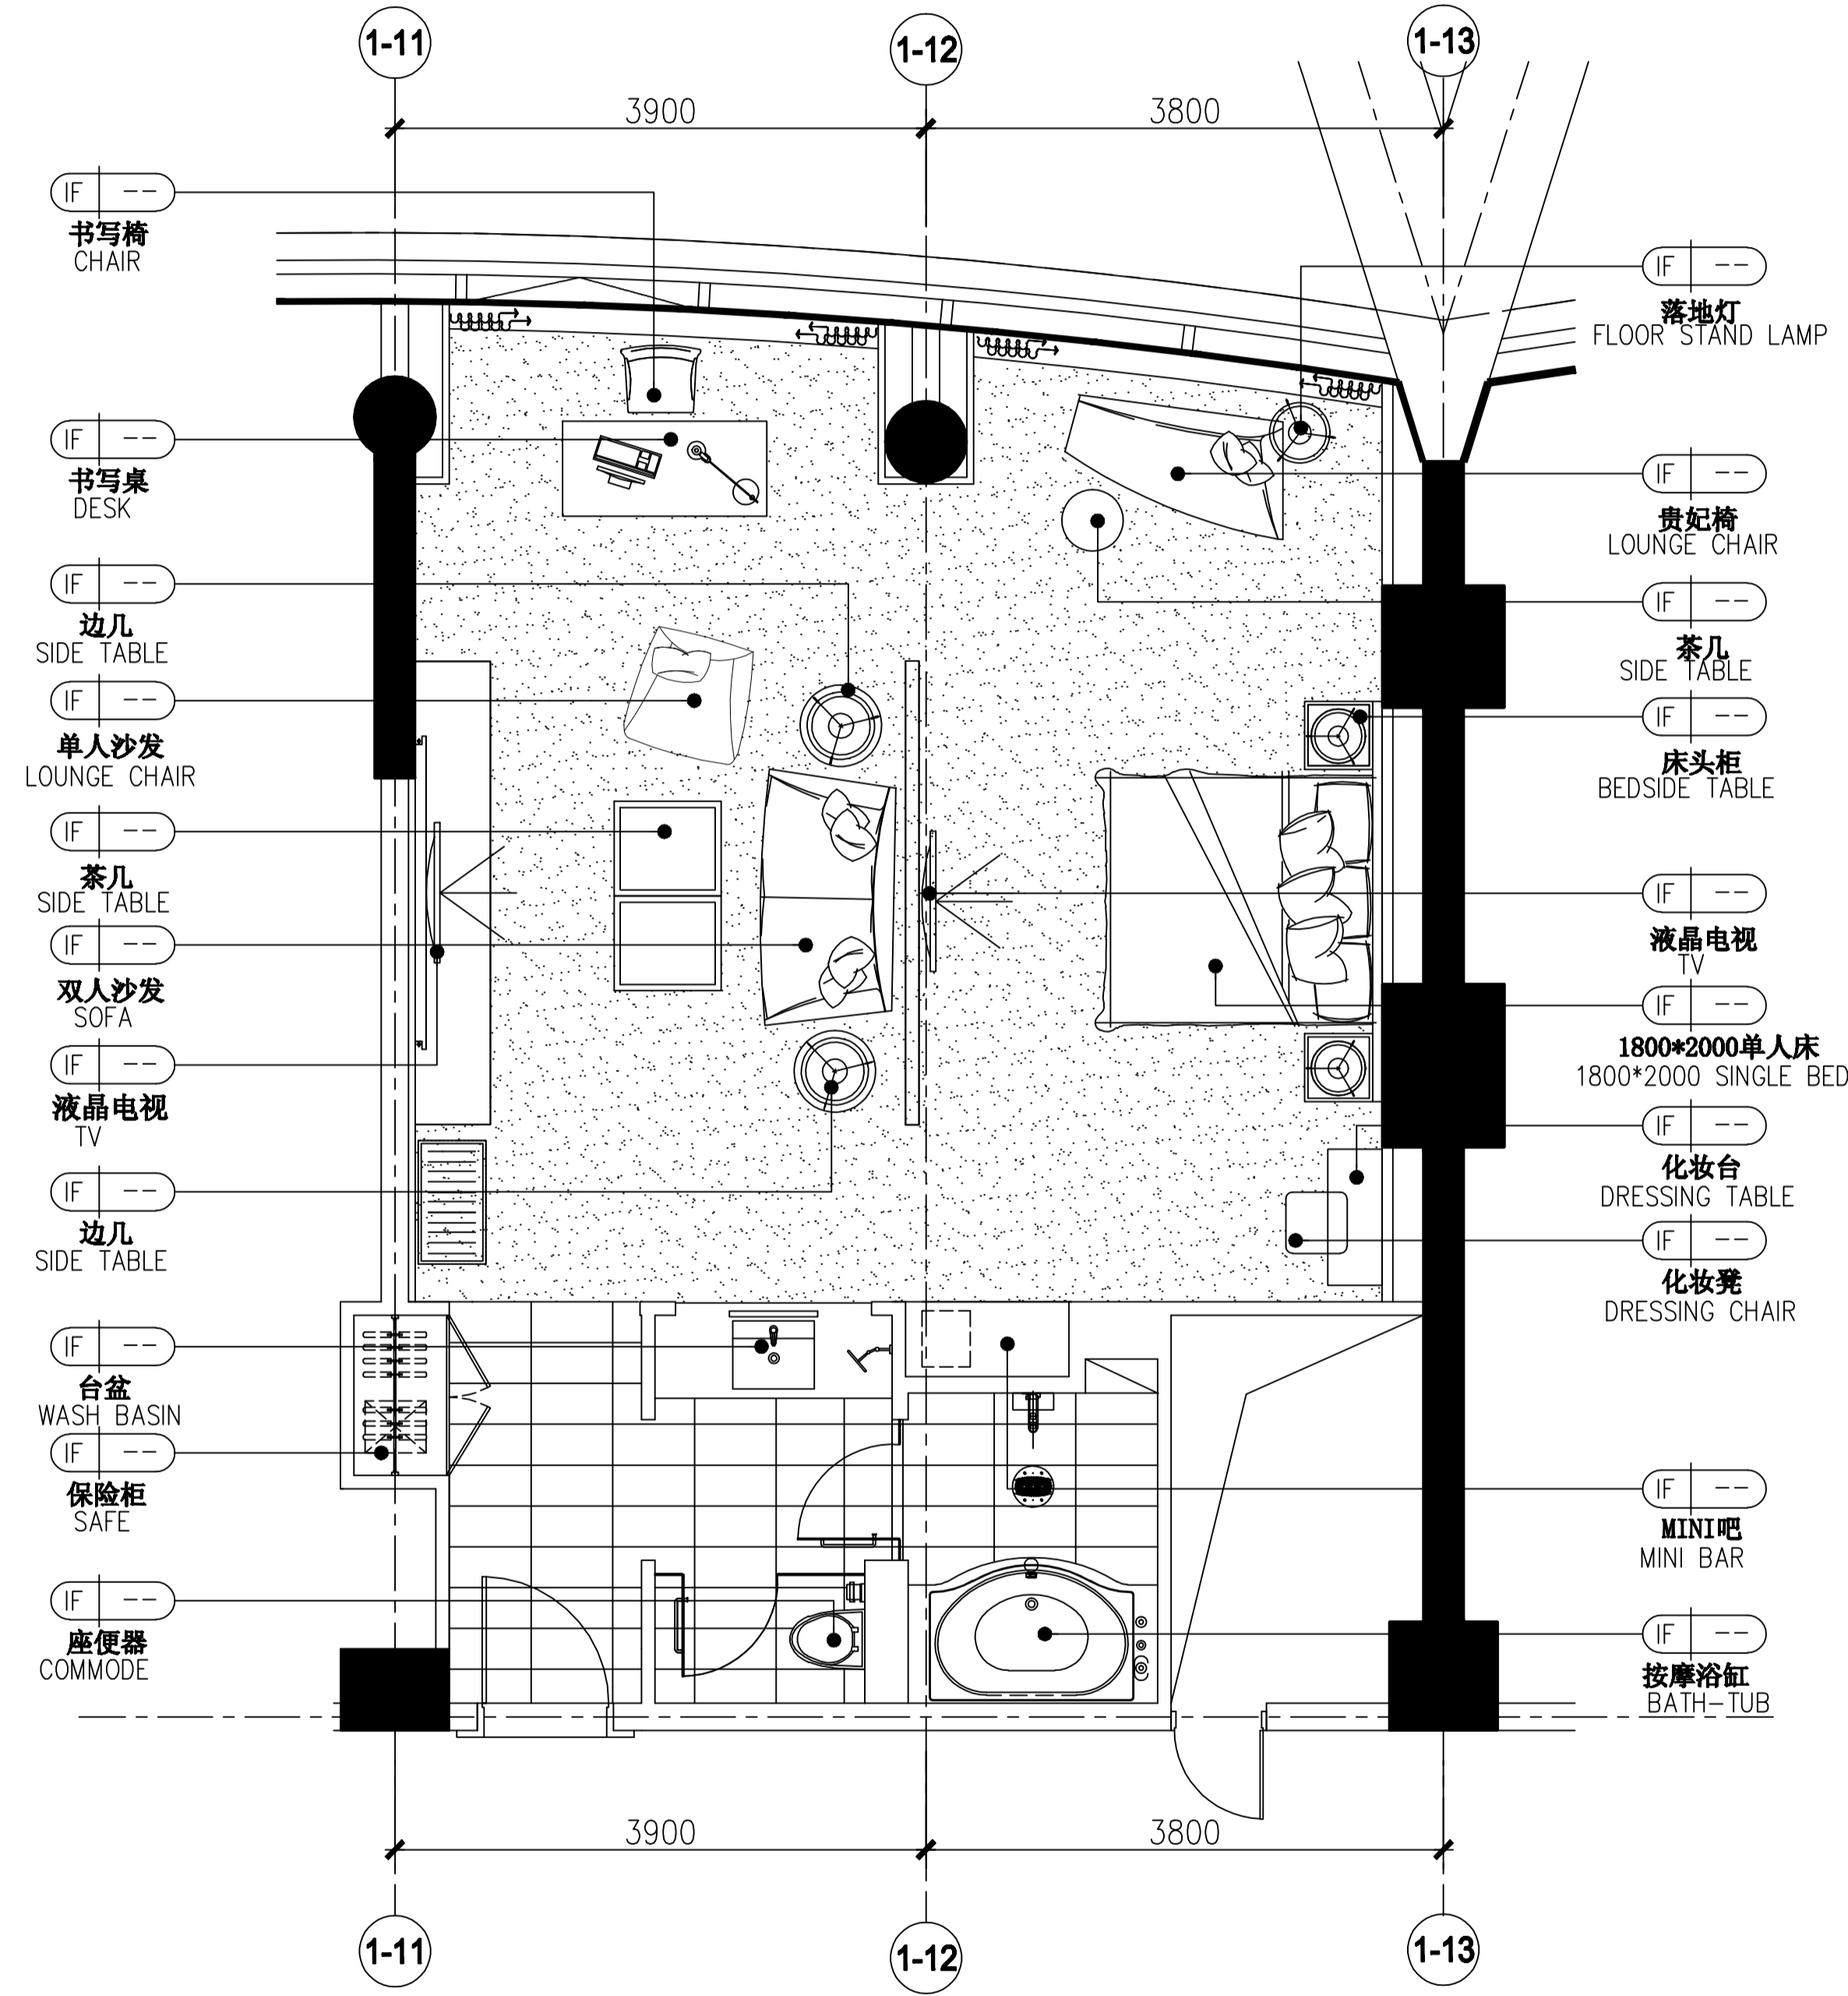 1-11
1-12
1-13
3900
3800
IF --
书写椅
CHAIR
IF --
书写桌
DESK
IF --
边几
SIDE TABLE
IF --
单人沙发
LOUNGE CHAIR
IF --
茶几
SIDE TABLE
IF --
双人沙发
SOFA
IF --
液晶电视
TV
IF --
边几
SIDE TABLE
IF --
台盆
WASH BASIN
IF --
保险柜
SAFE
IF --
座便器
COMMODE
IF --
落地灯
FLOOR STAND LAMP
IF --
贵妃椅
LOUNGE CHAIR
IF --
茶几
SIDE TABLE
IF --
床头柜
BEDSIDE TABLE
IF --
液晶电视
TV
IF --
1800*2000单人床
1800*2000 SINGLE BED
IF --
化妆台
DRESSING TABLE
IF --
化妆凳
DRESSING CHAIR
IF --
MINI吧
MINI BAR
IF --
按摩浴缸
BATH-TUB
3900
3800
1-11
1-12
1-13